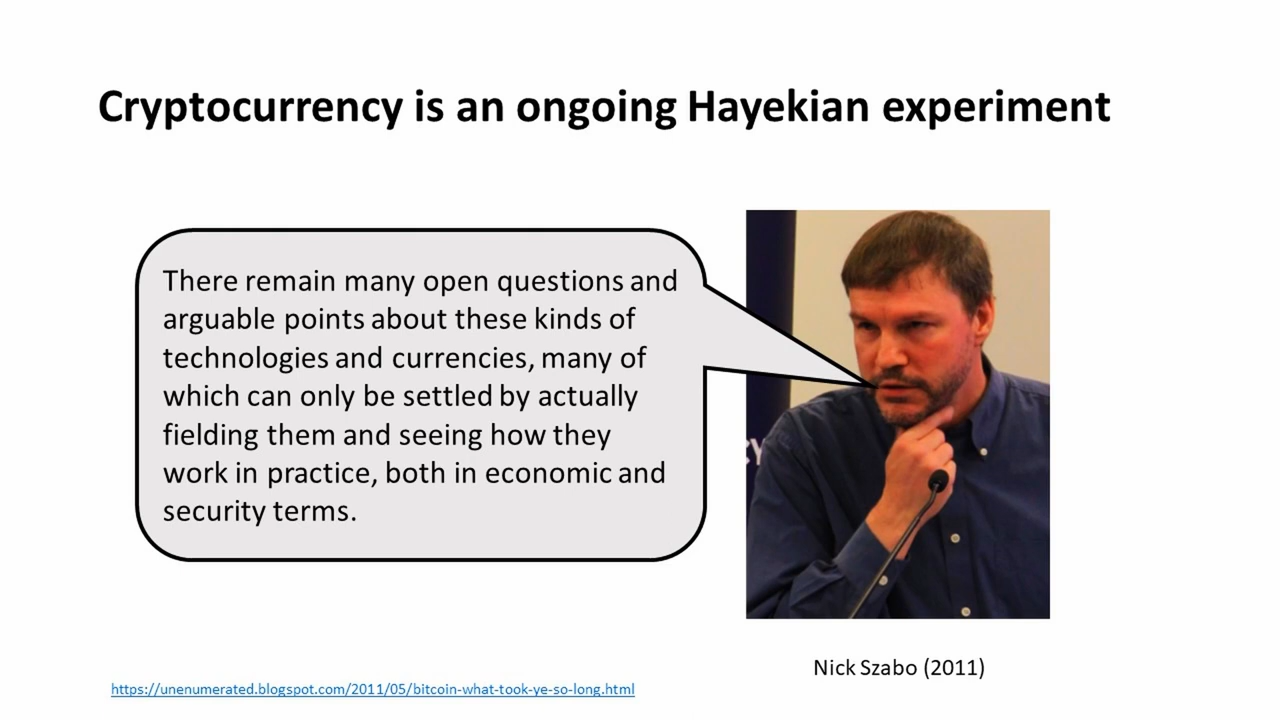 Cryptocurrency is an ongoing Hayekian experiment
There remain many open questions and
arguable points about these kinds of
technologies and currencies, many of
which can only be settled by actually
fielding them and seeing how they
work in practice, both in economic and
security terms.
CY
Nick Szabo (2011)
https://unenumerated.blogspot.com/2011/05/bitcoin-what-took-ye-so-long.html